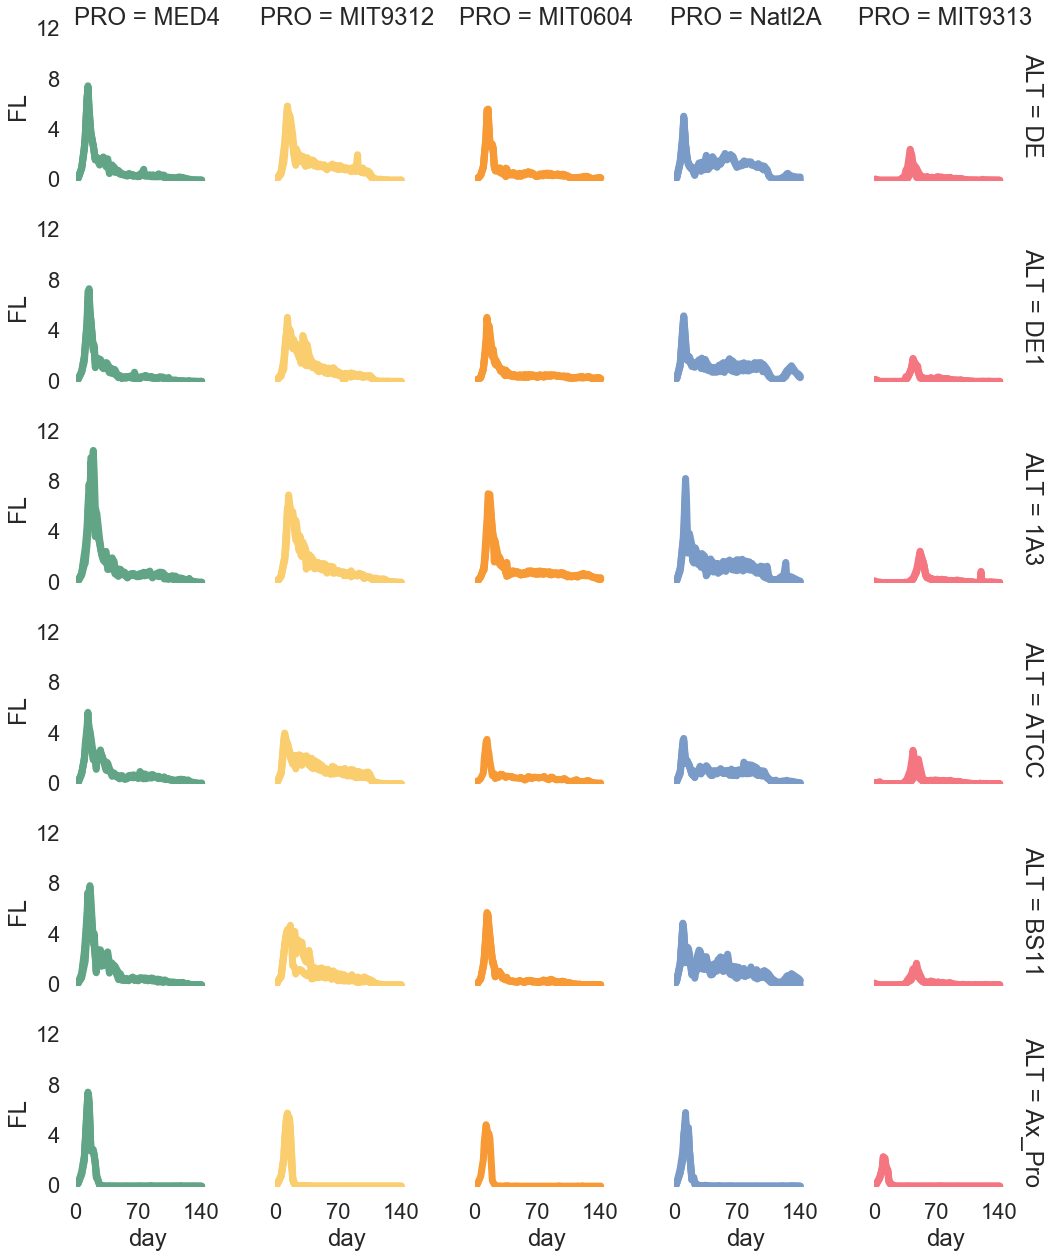 PRO = MED4
PRO = MIT9312
PRO = MIT0604
PRO = Natl2A
PRO = MIT9313
12
8
4
0
FL
ALT = DE
12
8
4
0
FL
ALT = DE1
12
8
4
0
FL
ALT = 1A3
12
8
4
0
FL
ALT = ATCC
12
8
4
0
FL
ALT = BS11
12
8
4
0
FL
ALT = Ax_Pro
0 70 140
0 70 140
0 70 140
0 70 140
0 70 140
day
day
day
day
day